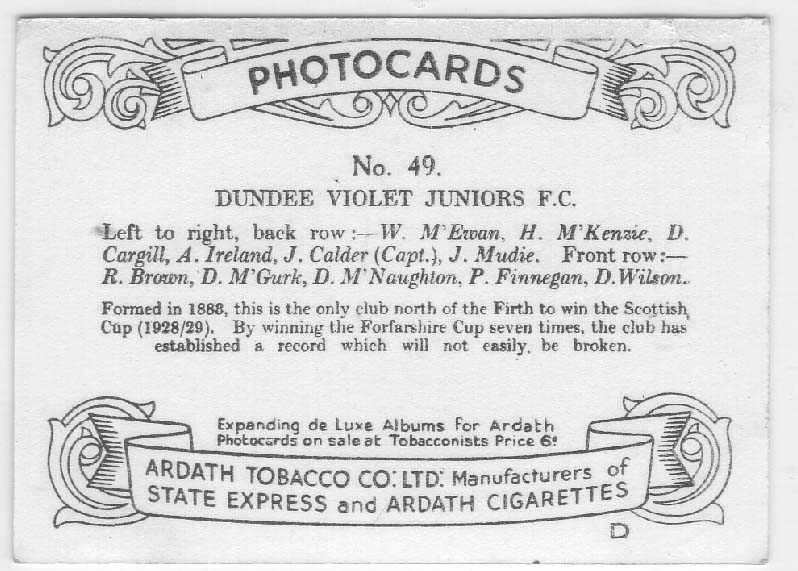 PHOTOCARDS
No. 49.
DUNDEE VIOLET JUNIORS F.C.
Left to right, back row :— W. M'Ewan, H. M'Kenzie, D.
Cargill, A. Ireland, J. Calder (Capt.), J. Mudie. Front row:—
R. Brown, D. M'Gurk, D. M'Naughton, P. Finnegan, D. Wilson.
Formed in 1883, this is the only club north of the Firth to win the Scottish
Cup (1928/29). By winning the Forfarshire Cup seven times, the club has
established a record which will not easily be broken.
Expanding de Luxe Albums for Ardath
Photocards on sale at Tobacconists Price 6d
ARDATH TOBACCO CO: LTD: Manufacturers of
STATE EXPRESS and ARDATH CIGARETTES
D